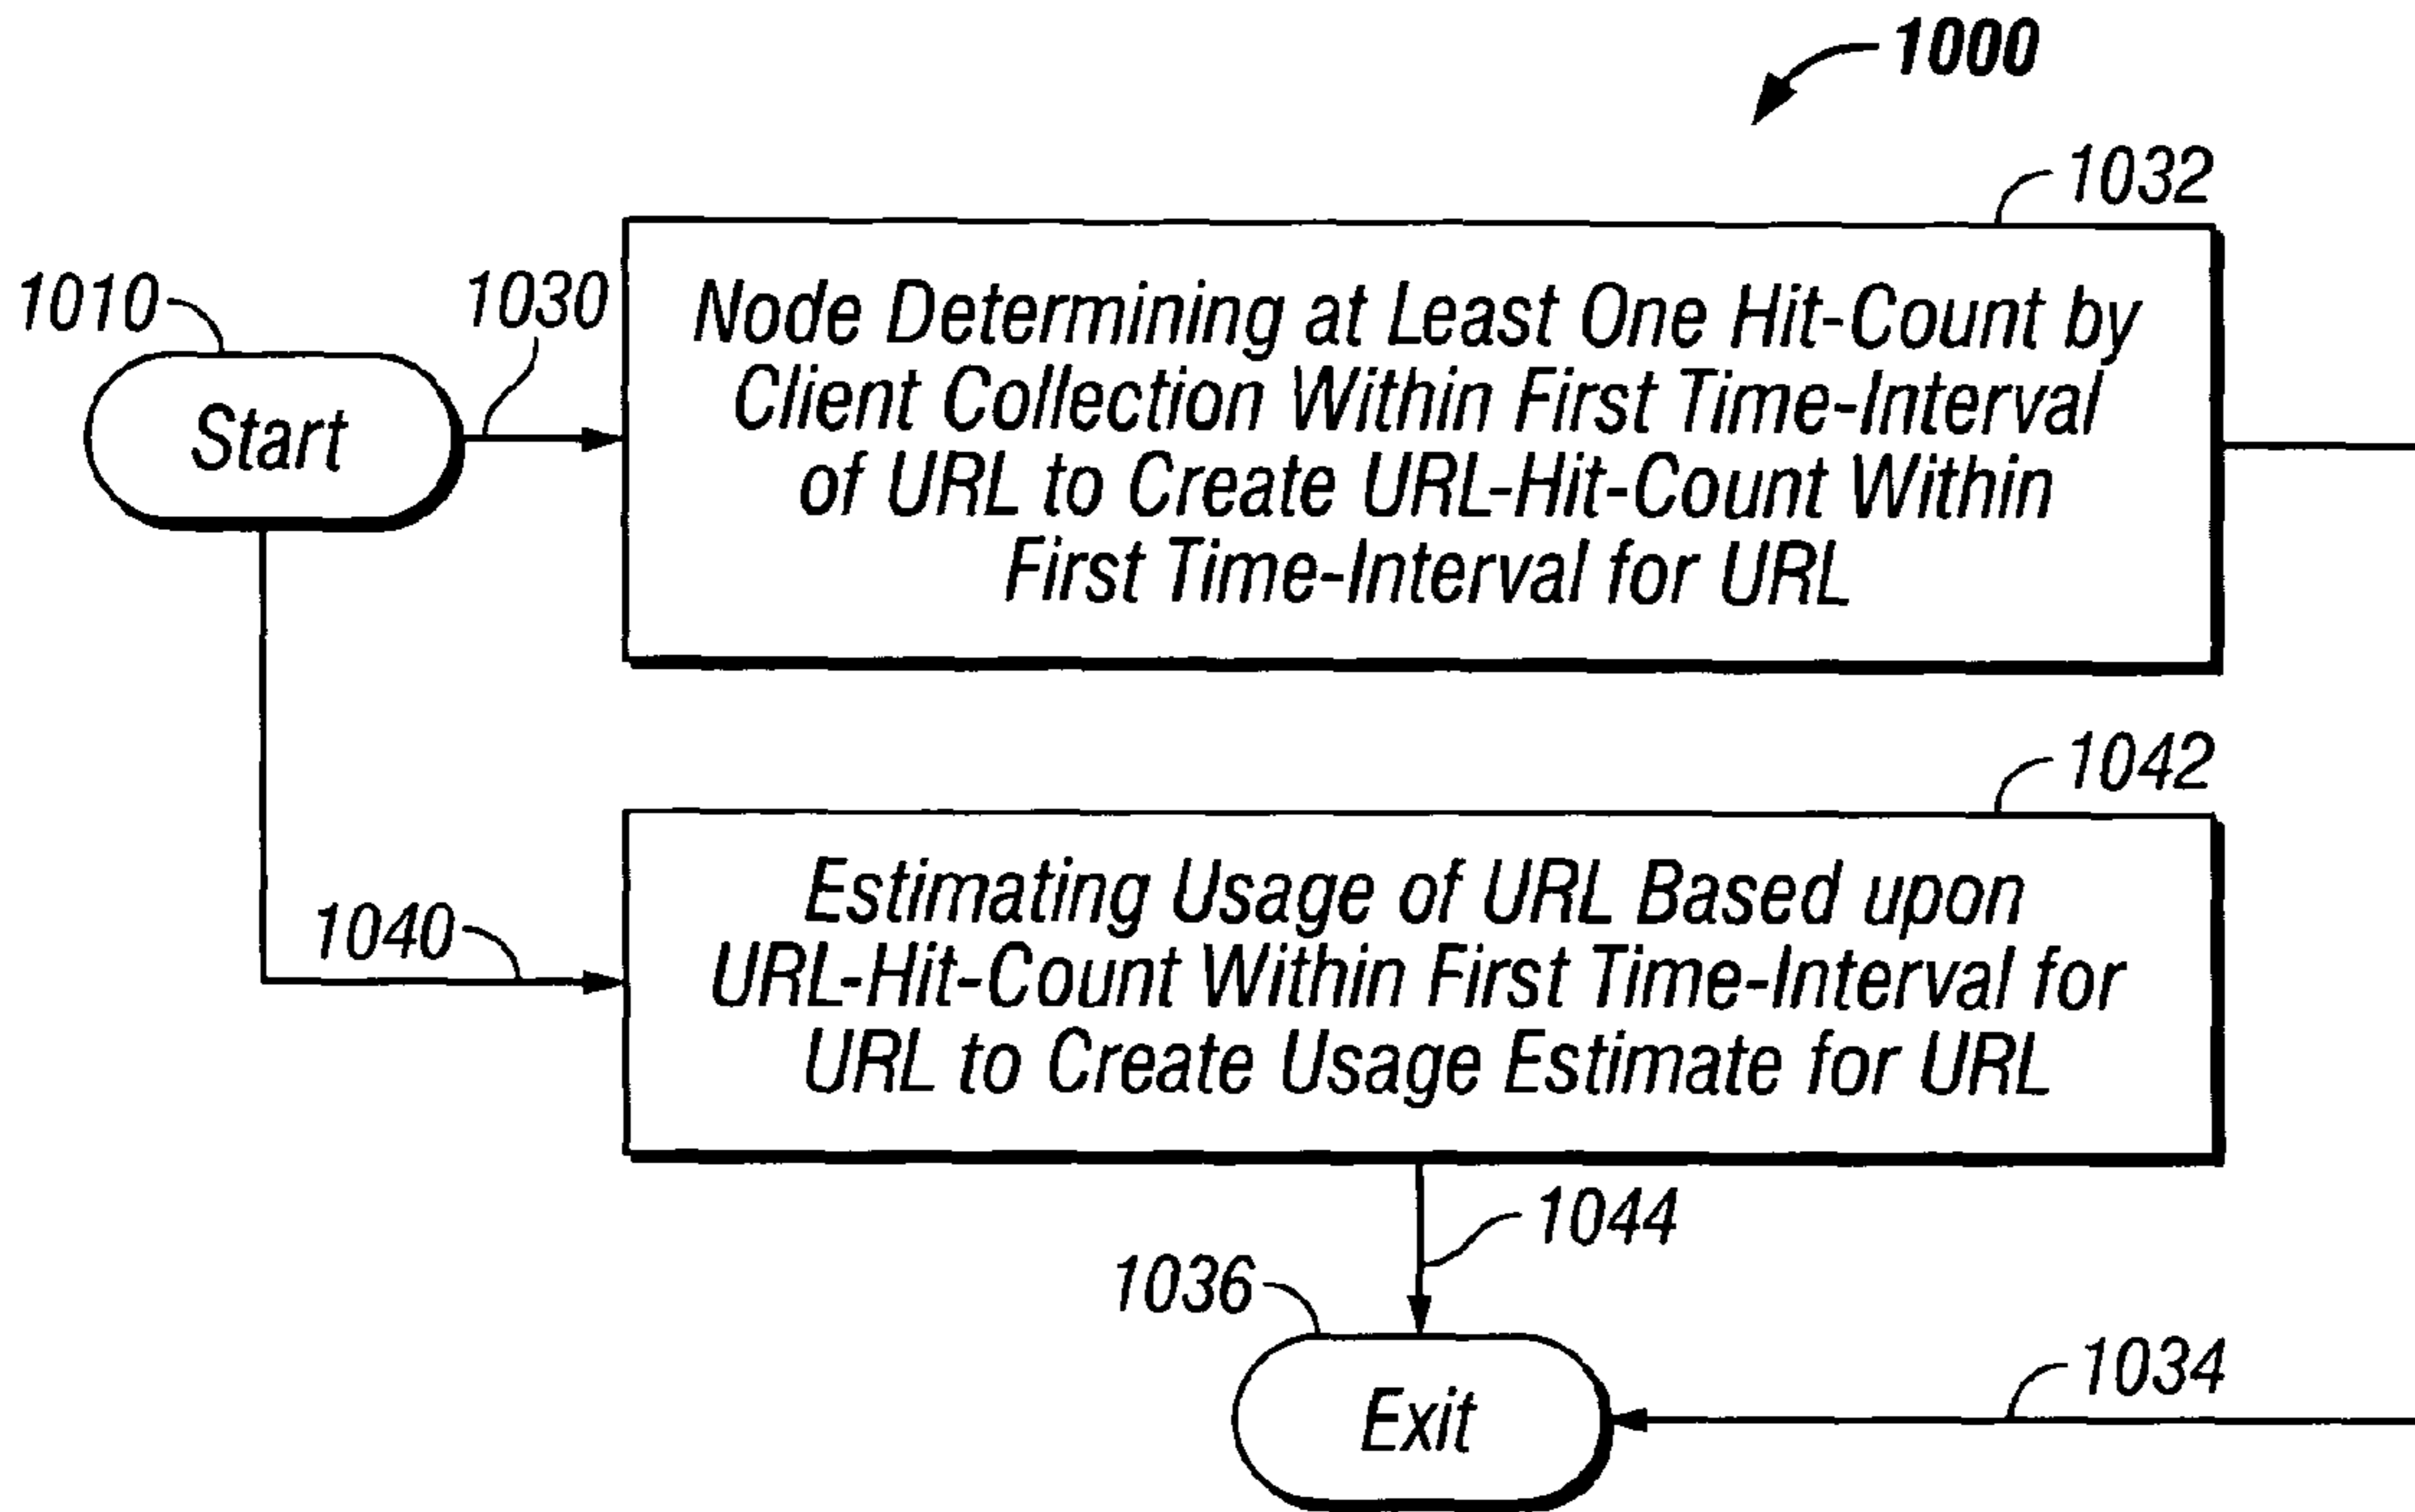 1000
1032
1010
1030
Node Determining at Least One Hit-Count by
Client Collection Within First Time-Interval
of URL to Create URL-Hit-Count Within
First Time-Interval for URL
Start
1042
1040
Estimating Usage of URL Based upon
URL-Hit-Count Within First Time-Interval for
URL to Create Usage Estimate for URL
1044
1036
1034
Exit